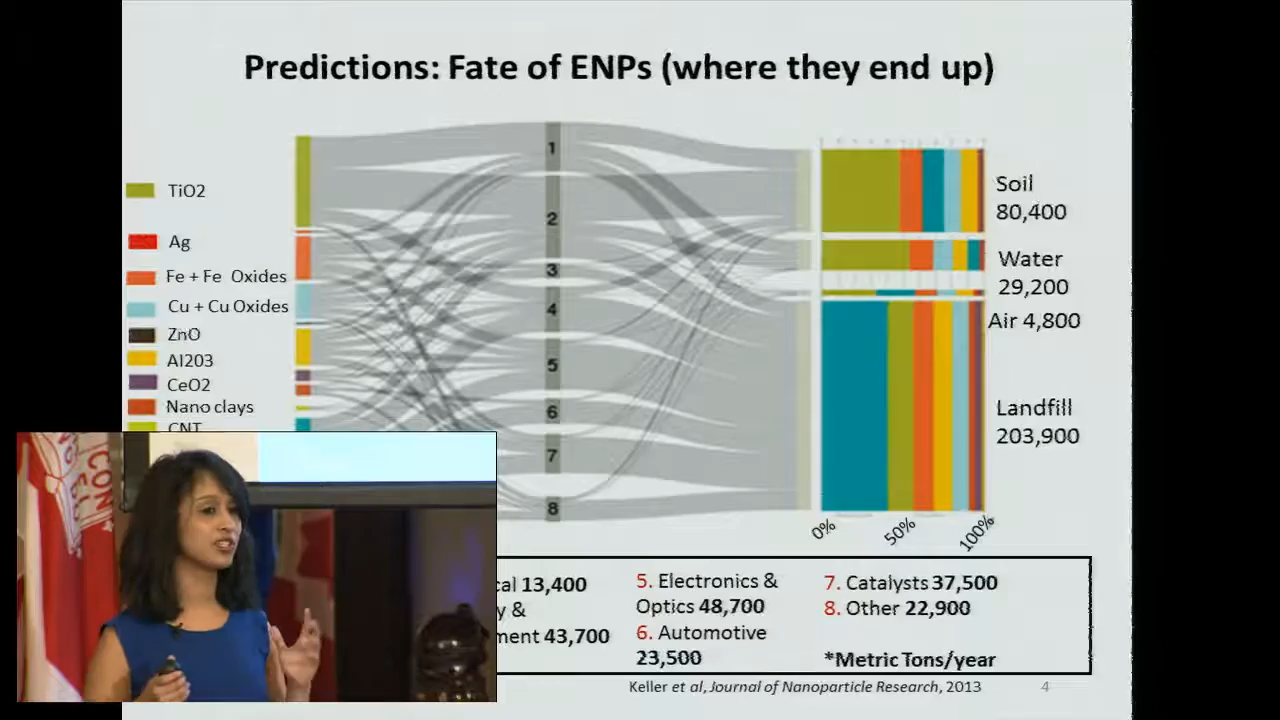 Predictions: Fate of ENPs (where they end up)
TiO2
Ag
Fe + Fe Oxides
Cu + Cu Oxides
ZnO
Al203
CeO2
Nano clays
CNT
1
2
3
4
5
6
7
8
Soil
80,400
Water
29,200
Air 4,800
Landfill
203,900
0%
50%
100%
cal 13,400
y &
ment 43,700
5. Electronics &
Optics 48,700
6. Automotive
23,500
7. Catalysts 37,500
8. Other 22,900
*Metric Tons/year
Keller et al, Journal of Nanoparticle Research, 2013
4